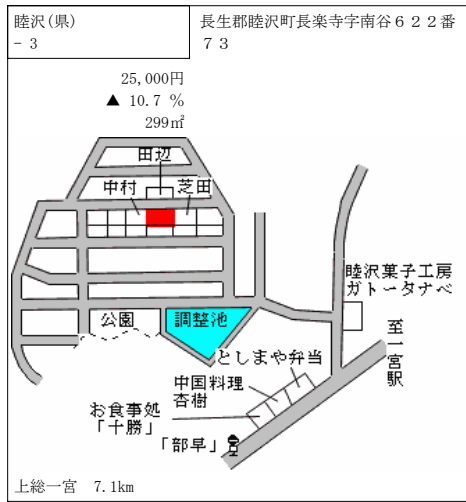 睦沢(県)
- 3
長生郡睦沢町長楽寺字南谷６２２番
７３
25,000円
▲ 10.7 %
299㎡
田辺
中村
芝田
睦沢菓子工房
ガトータナベ
公園
調整池
至一宮駅
としまや弁当
中国料理
杏樹
お食事処
「十勝」
「部早」
上総一宮 7.1km